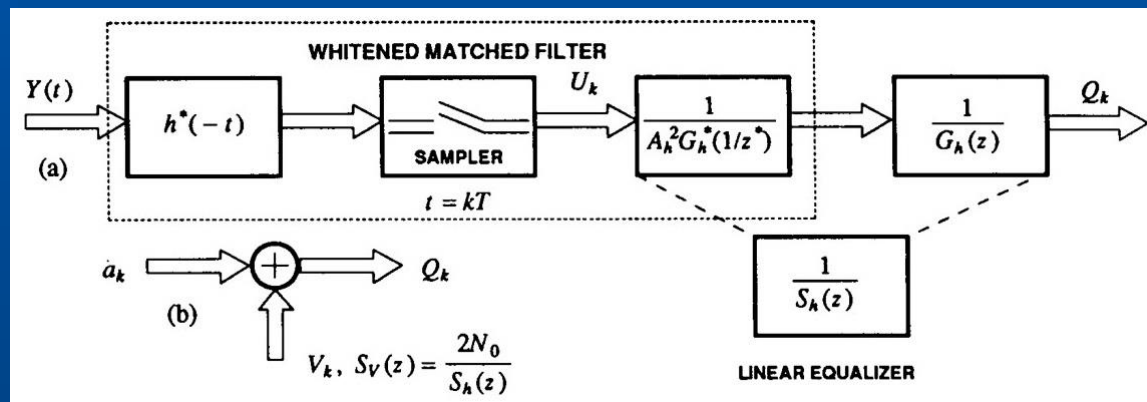 WHITENED MATCHED FILTER
Y(t)
h*(-t)
SAMPLER
t = kT
U_k
1 / A_h^2 G_h^*(1/z*)
1 / G_h(z)
Q_k
(a)
a_k
Q_k
(b)
V_k, S_V(z) = 2N_0 / S_h(z)
1 / S_h(z)
LINEAR EQUALIZER